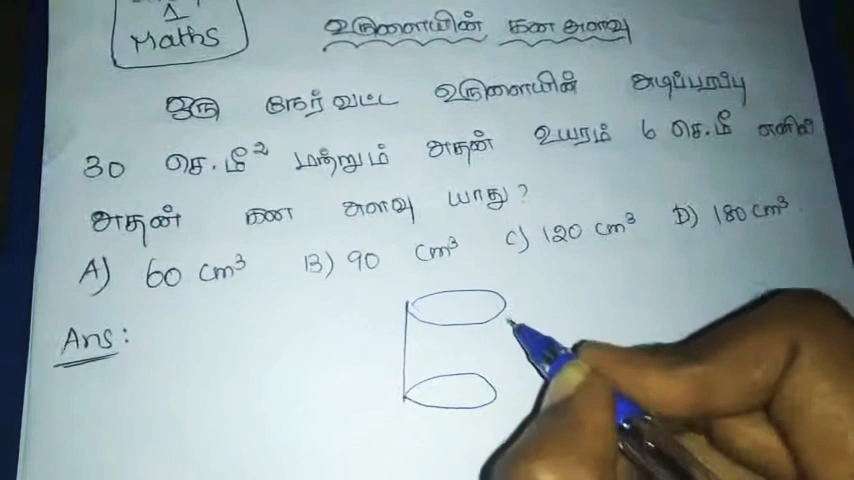 1
Maths
உருளையின் கன அளவு
ஒரு நேர் வட்ட உருளையின் அடிப்பரப்பு
30 செ.மீ² மற்றும் அதன் உயரம் 6 செ.மீ எனில்
அதன் கன அளவு யாது?
A) 60 cm³ B) 90 cm³ C) 120 cm³ D) 180 cm³
Ans: